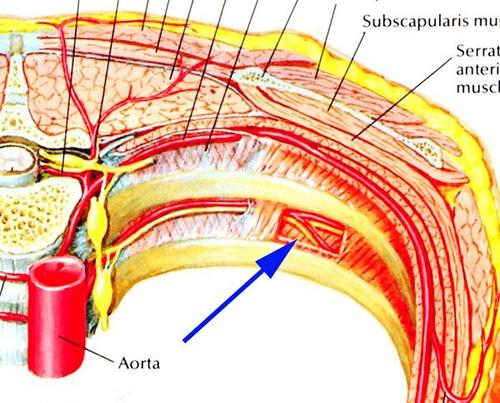 Subscapularis mus
Serrat
anteri
muscl
Aorta